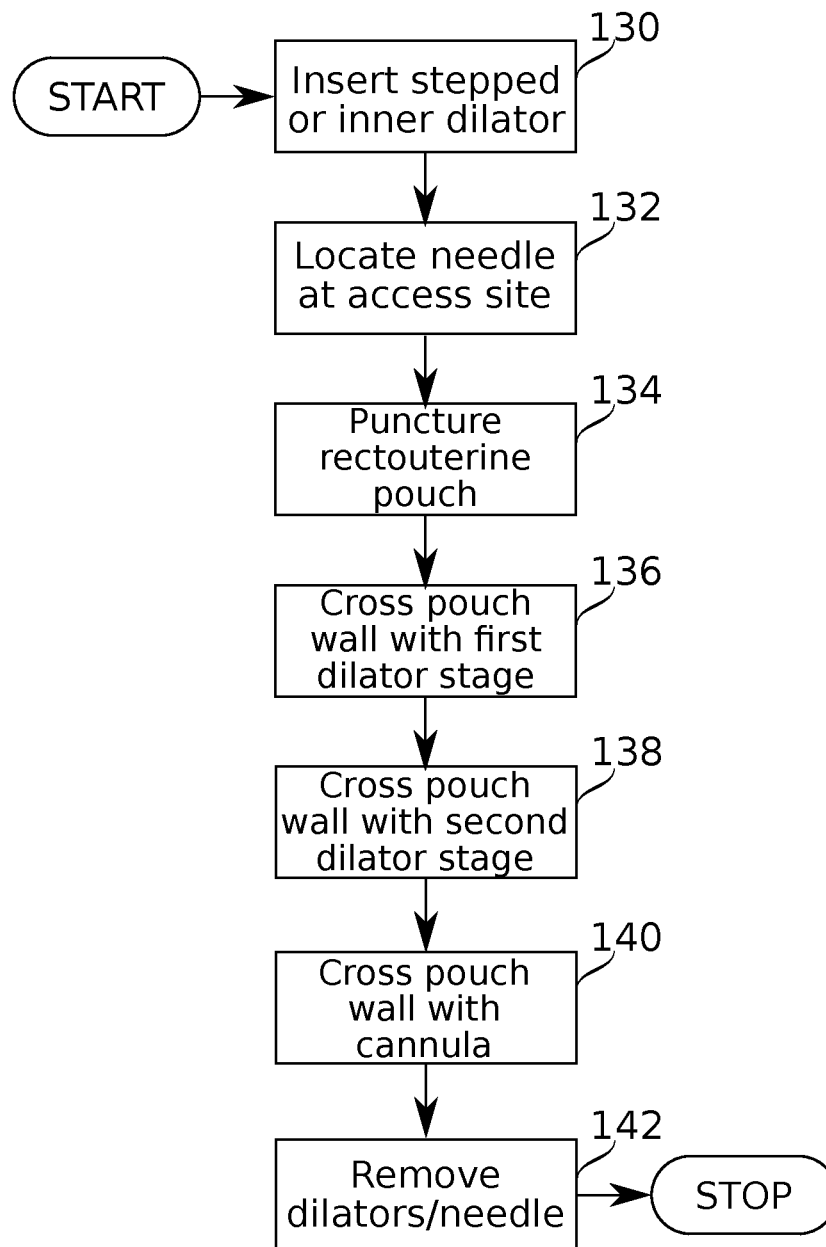 130
START
Insert stepped
or inner dilator
132
Locate needle
at access site
134
Puncture
rectouterine
pouch
136
Cross pouch
wall with first
dilator stage
138
Cross pouch
wall with second
dilator stage
140
Cross pouch
wall with
cannula
142
Remove
dilators/needle
STOP